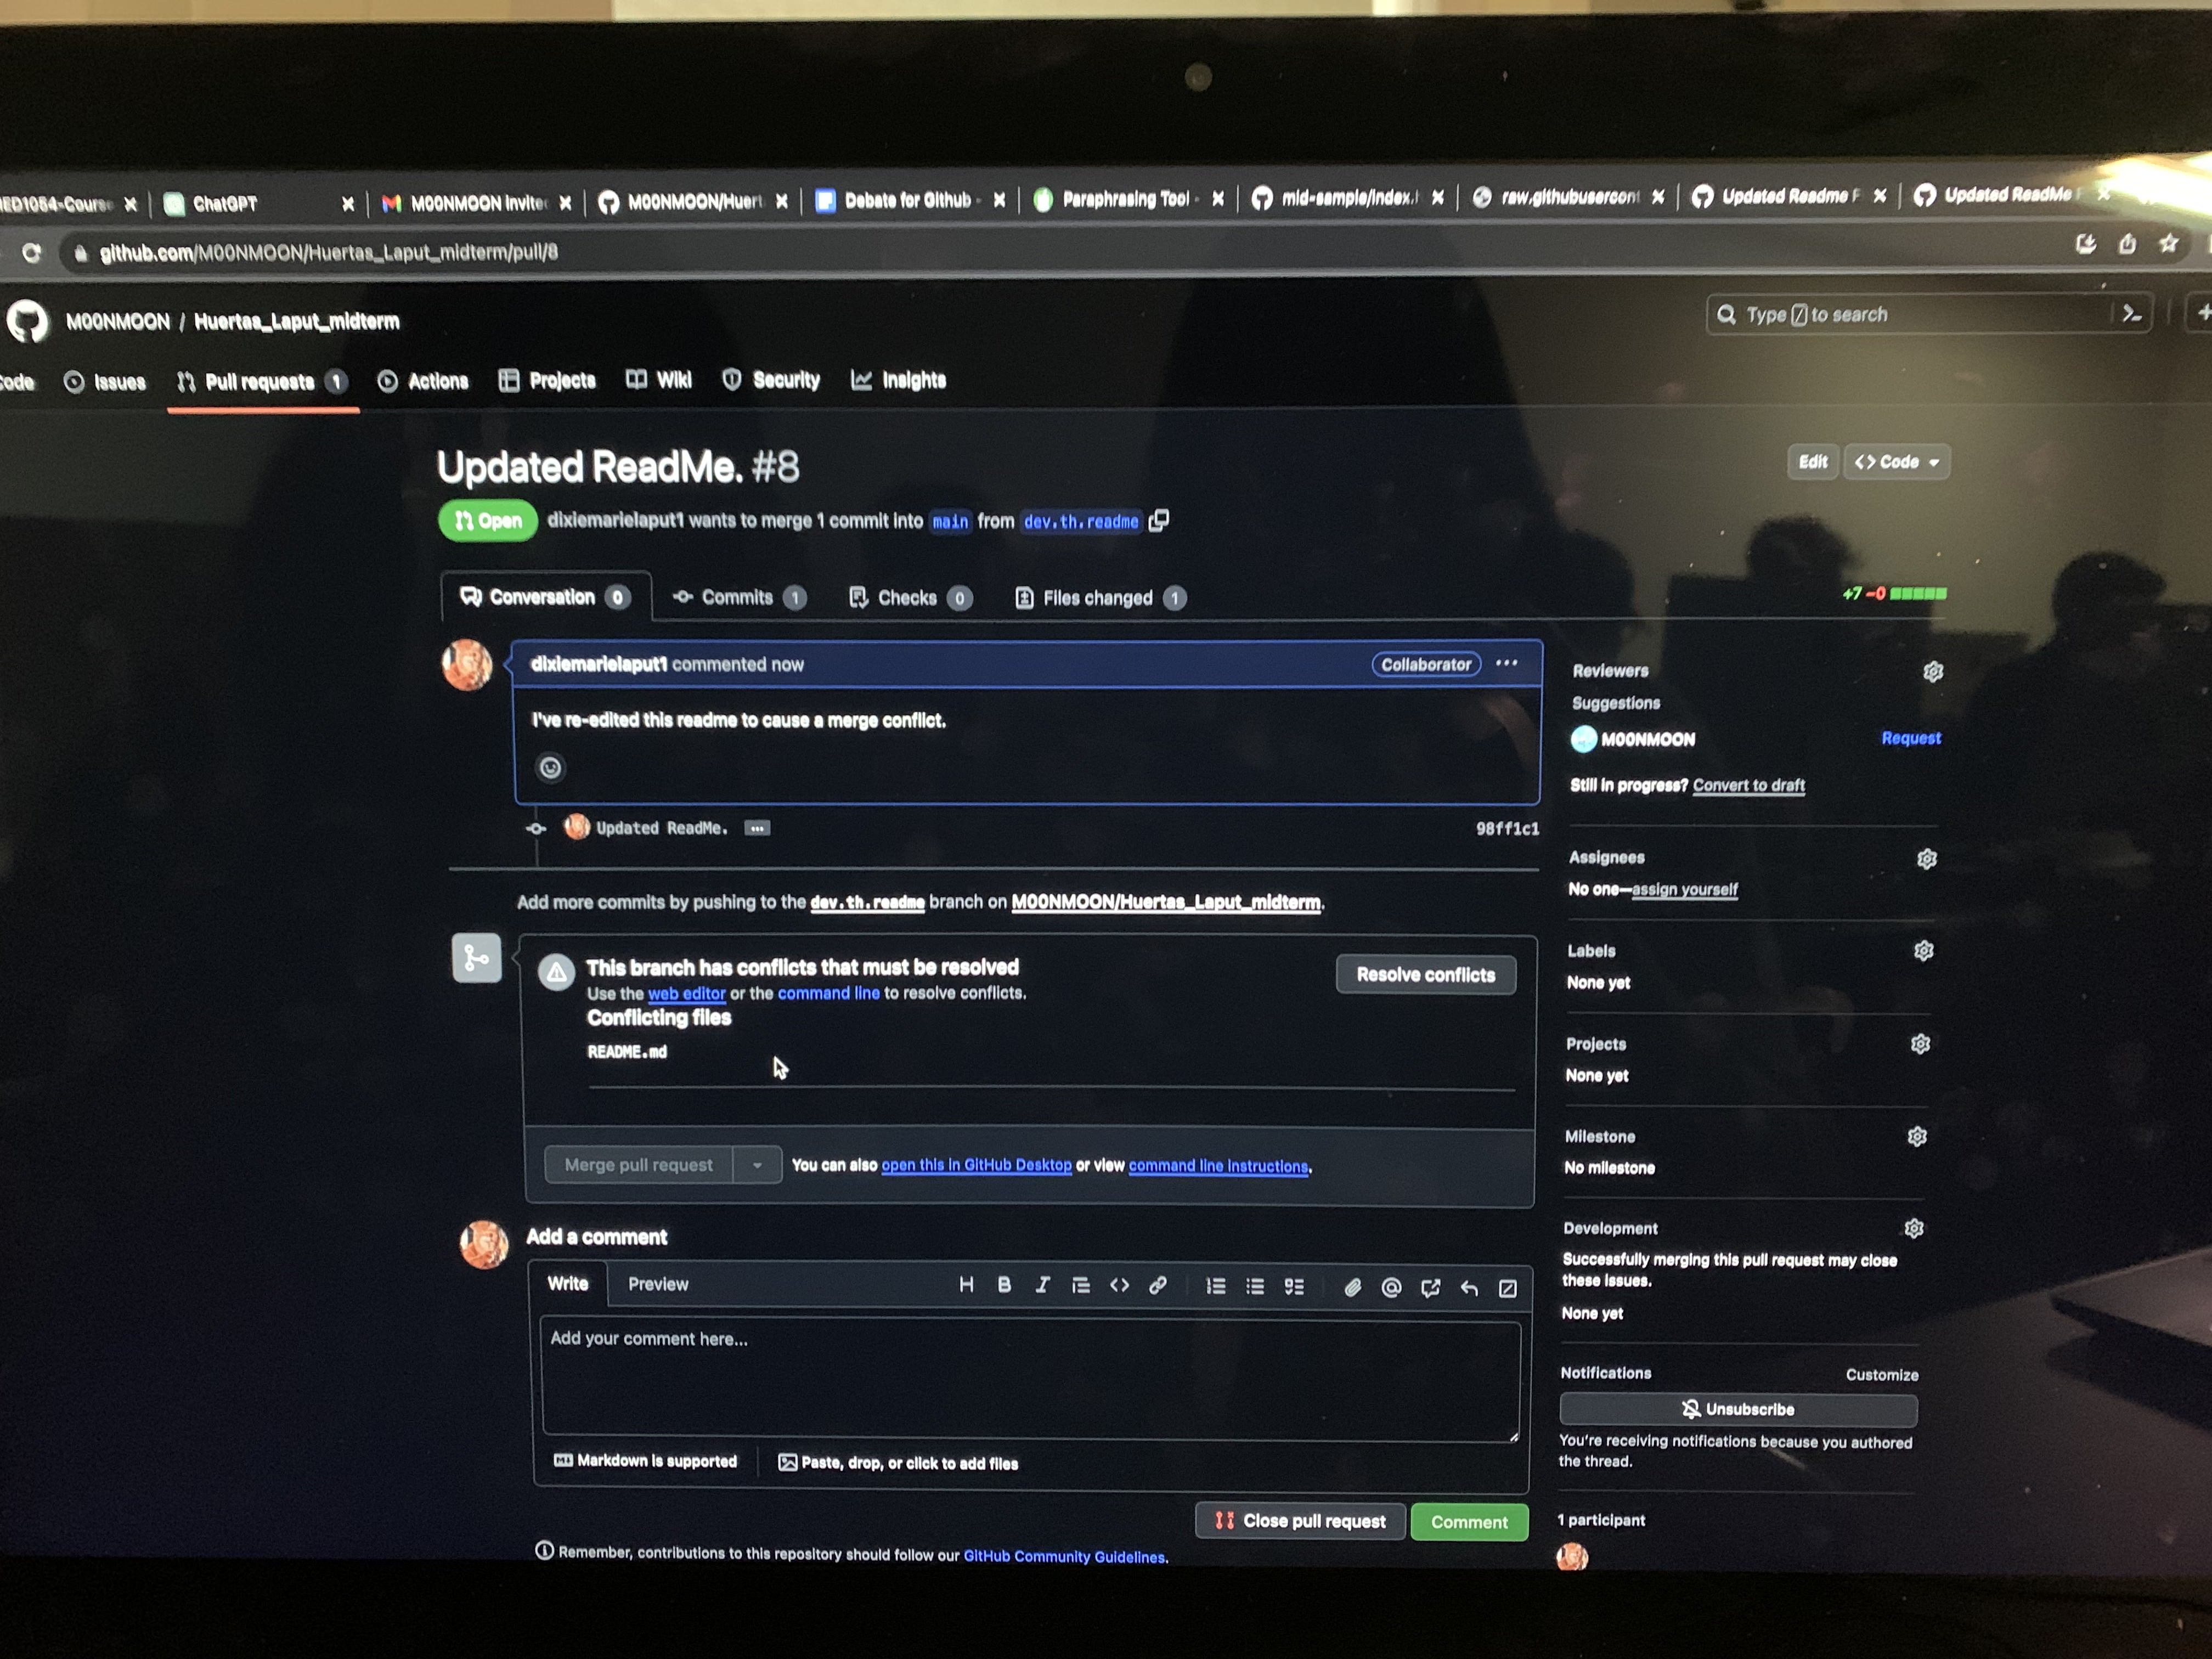 ED1054-Cours
ChatGPT
M00NMOON invite
M00NMOON/Huert
Debate for Github -
Paraphrasing Tool -
mid-sample/index.h
raw.githubusercont
Updated Readme F
Updated ReadMe F
github.com/M00NMOON/Huertas_Laput_midterm/pull/8
M00NMOON / Huertas_Laput_midterm
Type / to search
ode
Issues
Pull requests 1
Actions
Projects
Wiki
Security
Insights
Updated ReadMe. #8
Edit
<> Code
Open
dixiemarielaput1 wants to merge 1 commit into main from dev.th.readme
Conversation 0
Commits 1
Checks 0
Files changed 1
+7 −0
dixiemarielaput1 commented now
Collaborator
I've re-edited this readme to cause a merge conflict.
Updated ReadMe.
98ff1c1
Add more commits by pushing to the dev.th.readme branch on M00NMOON/Huertas_Laput_midterm.
This branch has conflicts that must be resolved
Use the web editor or the command line to resolve conflicts.
Conflicting files
README.md
Resolve conflicts
Merge pull request
You can also open this in GitHub Desktop or view command line instructions.
Add a comment
Write
Preview
Add your comment here...
Markdown is supported
Paste, drop, or click to add files
Close pull request
Comment
Remember, contributions to this repository should follow our GitHub Community Guidelines.
Reviewers
Suggestions
M00NMOON
Request
Still in progress? Convert to draft
Assignees
No one—assign yourself
Labels
None yet
Projects
None yet
Milestone
No milestone
Development
Successfully merging this pull request may close
these issues.
None yet
Notifications
Customize
Unsubscribe
You're receiving notifications because you authored
the thread.
1 participant